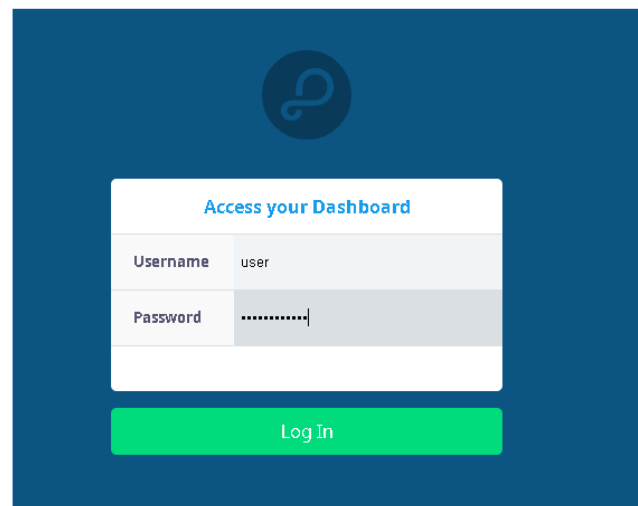 Access your Dashboard
Username user
Password ••••••••••••
Log In